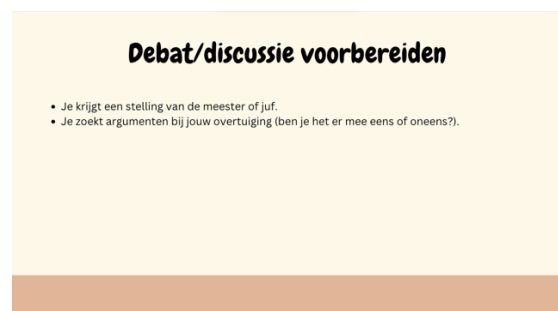 Debat/discussie voorbereiden
• Je krijgt een stelling van de meester of juf.
• Je zoekt argumenten bij jouw overtuiging (ben je het er mee eens of oneens?).